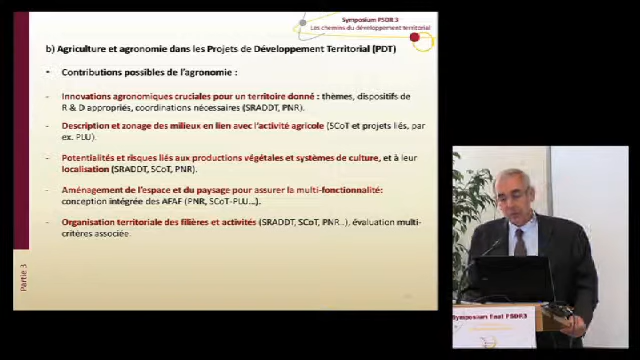 Symposium PSDR3
Les chemins du développement territorial
b) Agriculture et agronomie dans les Projets de Développement Territorial (PDT)
• Contributions possibles de l'agronomie :
- Innovations agronomiques cruciales pour un territoire donné : thèmes, dispositifs de
R & D appropriés, coordinations nécessaires (SRADDT, PNR).
- Description et zonage des milieux en lien avec l'activité agricole (SCoT et projets liés, par
ex. PLU).
- Potentialités et risques liés aux productions végétales et systèmes de culture, et à leur
localisation (SRADDT, SCoT, PNR).
- Aménagement de l'espace et du paysage pour assurer la multi-fonctionnalité:
conception intégrée des AFAF (PNR, SCoT-PLU...).
- Organisation territoriale des filières et activités (SRADDT, SCoT, PNR..), évaluation multi-
critères associée.
Partie 3
Symposium Final PSDR3